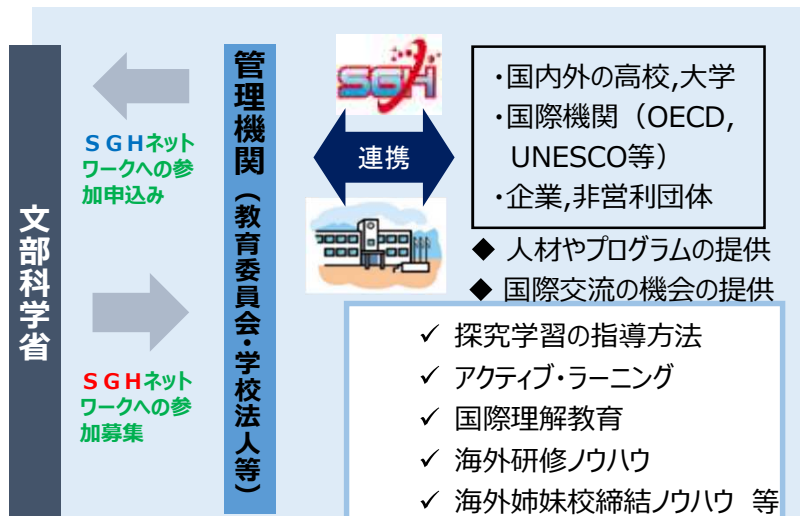 文部科学省
ＳＧＨネット
ワークへの参
加申込み
ＳＧＨネット
ワークへの参
加募集
管理機関（教育委員会・学校法人等）
SGH
連携
・国内外の高校,大学
・国際機関（OECD,
UNESCO等）
・企業,非営利団体
◆ 人材やプログラムの提供
◆ 国際交流の機会の提供
✓ 探究学習の指導方法
✓ アクティブ・ラーニング
✓ 国際理解教育
✓ 海外研修ノウハウ
✓ 海外姉妹校締結ノウハウ 等